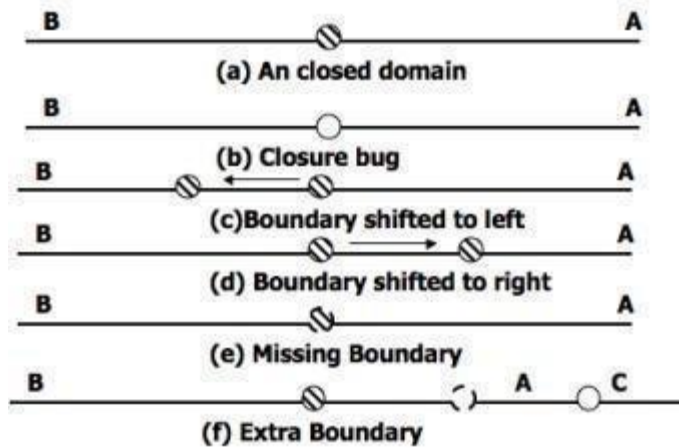 B A
(a) An closed domain
B A
(b) Closure bug
B A
(c)Boundary shifted to left
B A
(d) Boundary shifted to right
B A
(e) Missing Boundary
B A C
(f) Extra Boundary